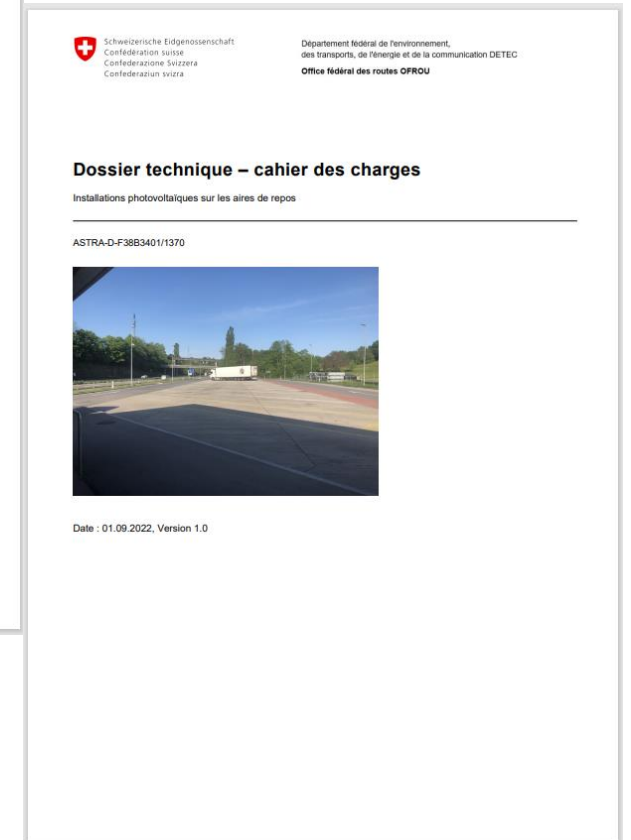 Schweizerische Eidgenossenschaft
Confédération suisse
Confederazione Svizzera
Confederaziun svizra
Département fédéral de l'environnement,
des transports, de l'énergie et de la communication DETEC
Office fédéral des routes OFROU
Dossier technique – cahier des charges
Installations photovoltaïques sur les aires de repos
ASTRA-D-F38B3401/1370
Date : 01.09.2022, Version 1.0